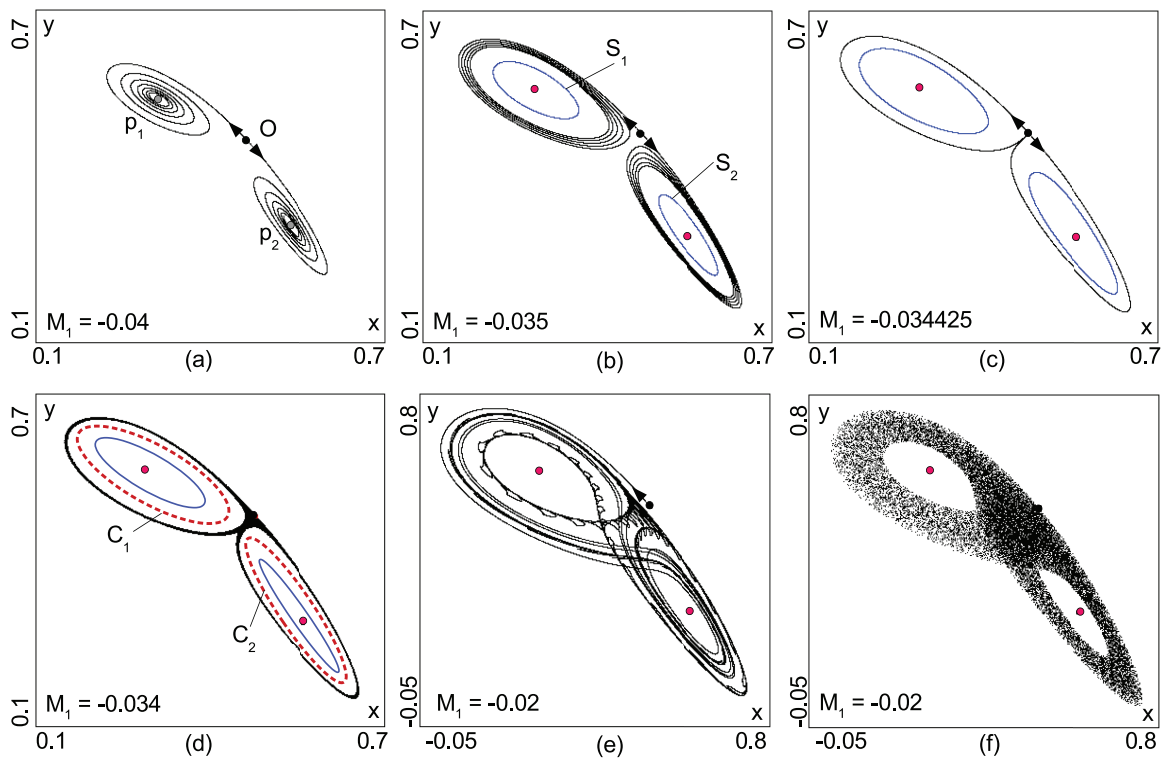 0.7
y
p1
O
p2
M1 = -0.04
x
0.1
0.1
(a)
0.7
0.7
y
S1
S2
M1 = -0.035
x
0.1
0.1
(b)
0.7
0.7
y
M1 = -0.034425
x
0.1
0.1
(c)
0.7
0.7
y
C1
C2
M1 = -0.034
x
0.1
0.1
(d)
0.7
0.8
y
M1 = -0.02
x
-0.05
-0.05
(e)
0.8
0.8
y
M1 = -0.02
x
-0.05
-0.05
(f)
0.8